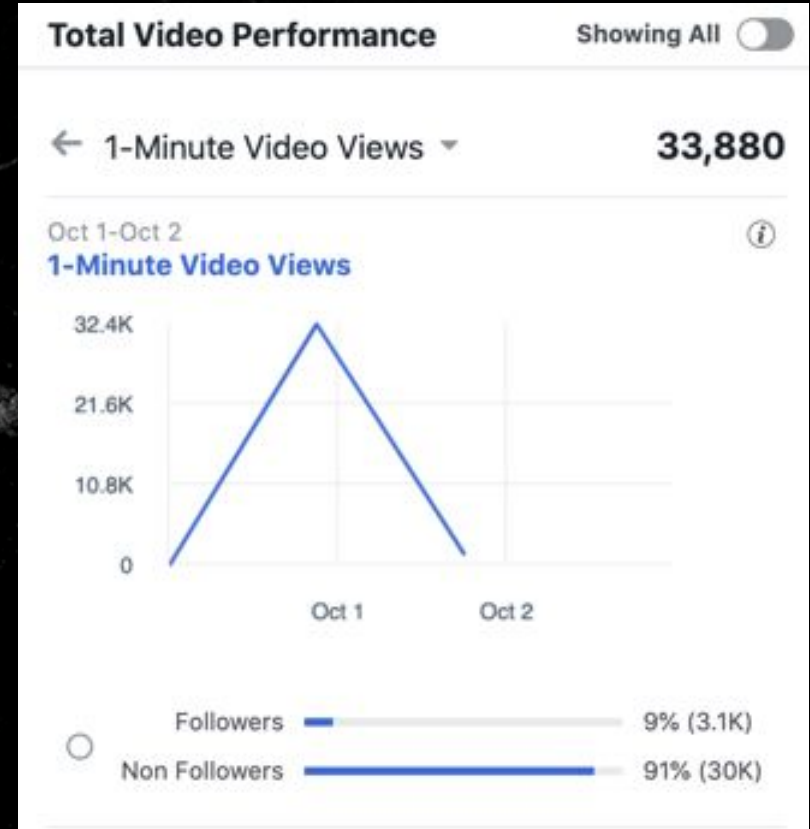 Total Video Performance Showing All
1-Minute Video Views 33,880
Oct 1-Oct 2
1-Minute Video Views
32.4K
21.6K
10.8K
0
Oct 1 Oct 2
Followers 9% (3.1K)
Non Followers 91% (30K)